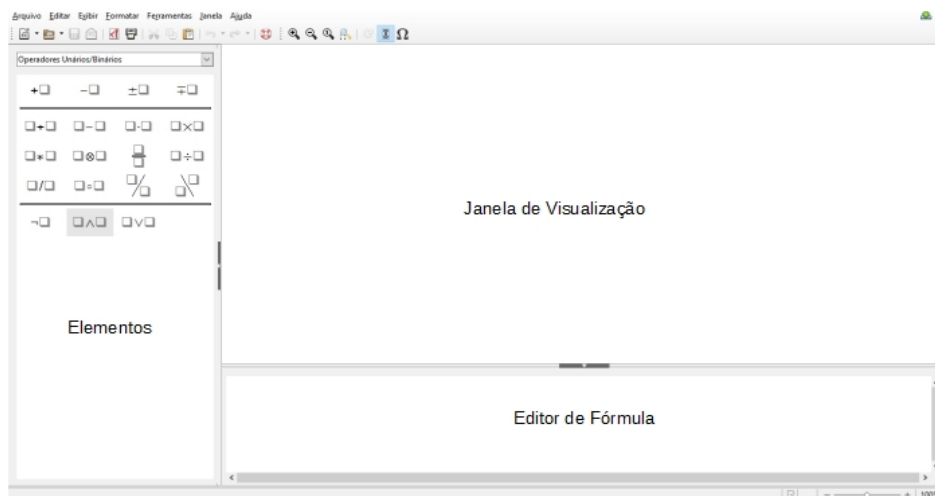 Arquivo Editar Exibir Formatar Ferramentas Janela Ajuda
Operadores Unários/Binários
+□ −□ ±□ ∓□
□+□ □−□ □·□ □×□
□∗□ □⊗□ □÷□
□/□ □∘□
¬□ □∧□ □∨□
Janela de Visualização
Elementos
Editor de Fórmula